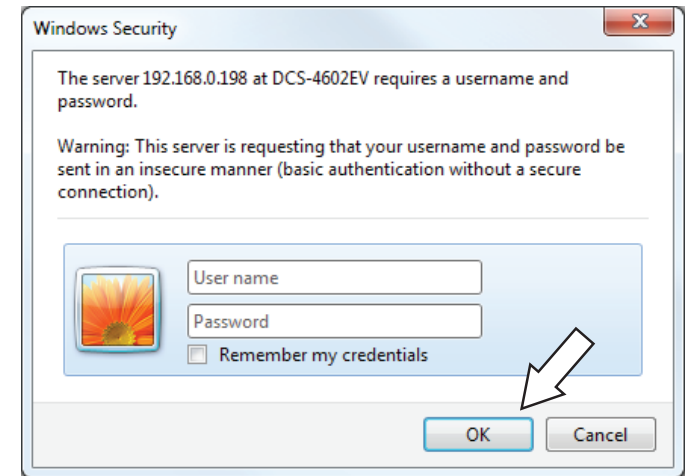 Windows Security
The server 192.168.0.198 at DCS-4602EV requires a username and
password.
Warning: This server is requesting that your username and password be
sent in an insecure manner (basic authentication without a secure
connection).
User name
Password
Remember my credentials
OK
Cancel